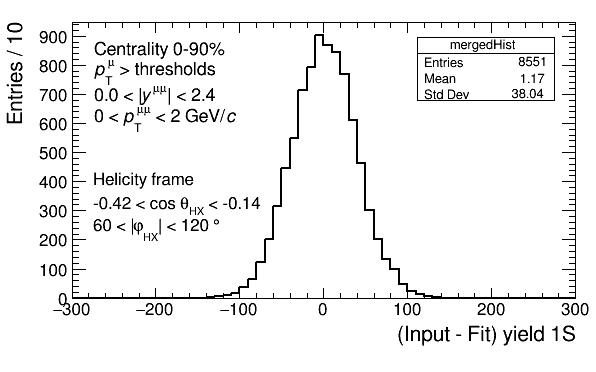 Entries / 10
900
800
700
600
500
400
300
200
100
0
Centrality 0-90%
p_T^μ > thresholds
0.0 < |y^μμ| < 2.4
0 < p_T^μμ < 2 GeV/c
Helicity frame
-0.42 < cos θ_HX < -0.14
60 < |φ_HX| < 120 °
mergedHist
Entries 8551
Mean 1.17
Std Dev 38.04
−300 −200 −100 0 100 200 300
(Input - Fit) yield 1S